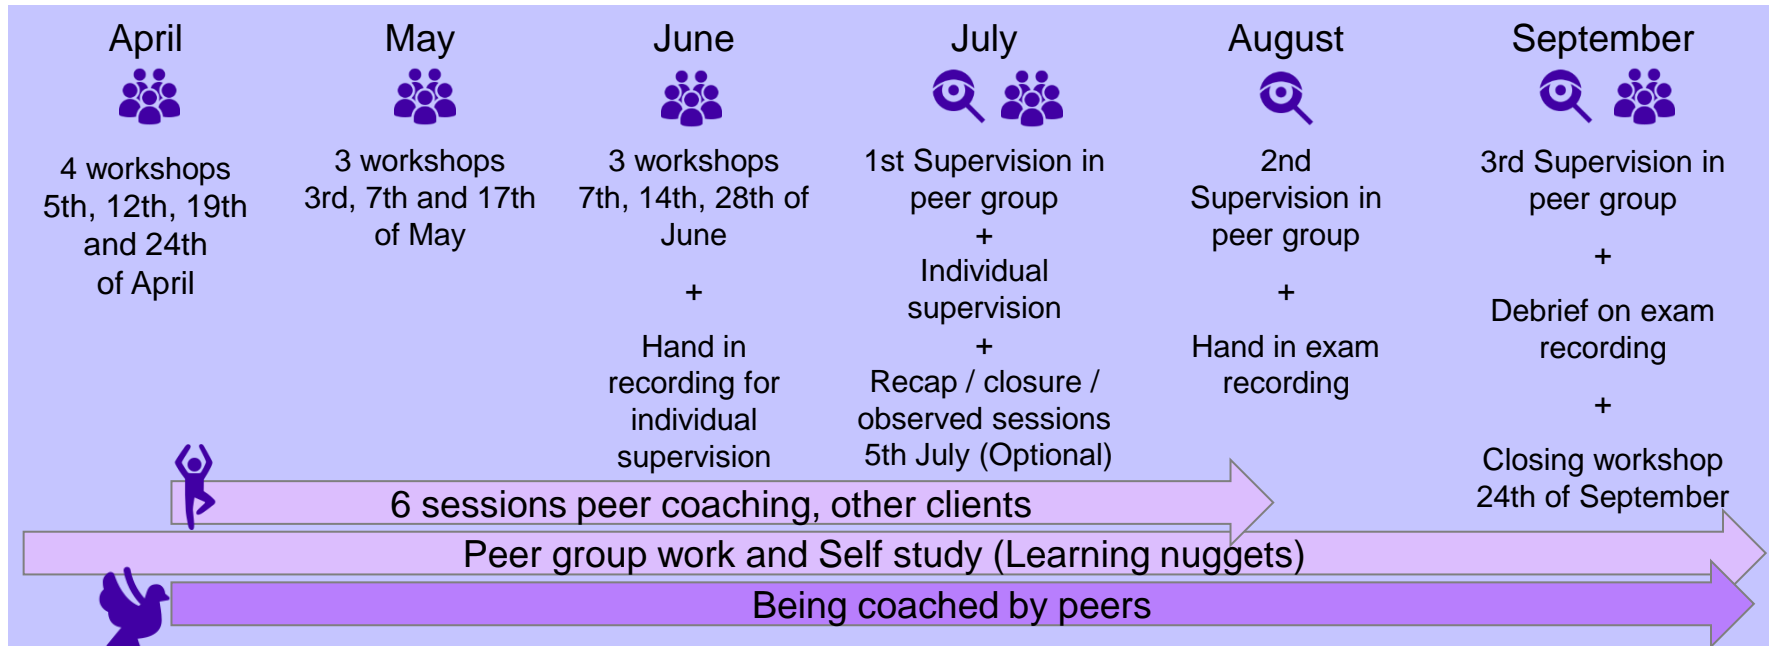 April
4 workshops
5th, 12th, 19th
and 24th
of April
May
3 workshops
3rd, 7th and 17th
of May
June
3 workshops
7th, 14th, 28th of
June
+
Hand in
recording for
individual
supervision
July
1st Supervision in
peer group
+
Individual
supervision
+
Recap / closure /
observed sessions
5th July (Optional)
August
2nd
Supervision in
peer group
+
Hand in exam
recording
September
3rd Supervision in
peer group
+
Debrief on exam
recording
+
Closing workshop
24th of September
6 sessions peer coaching, other clients
Peer group work and Self study (Learning nuggets)
Being coached by peers